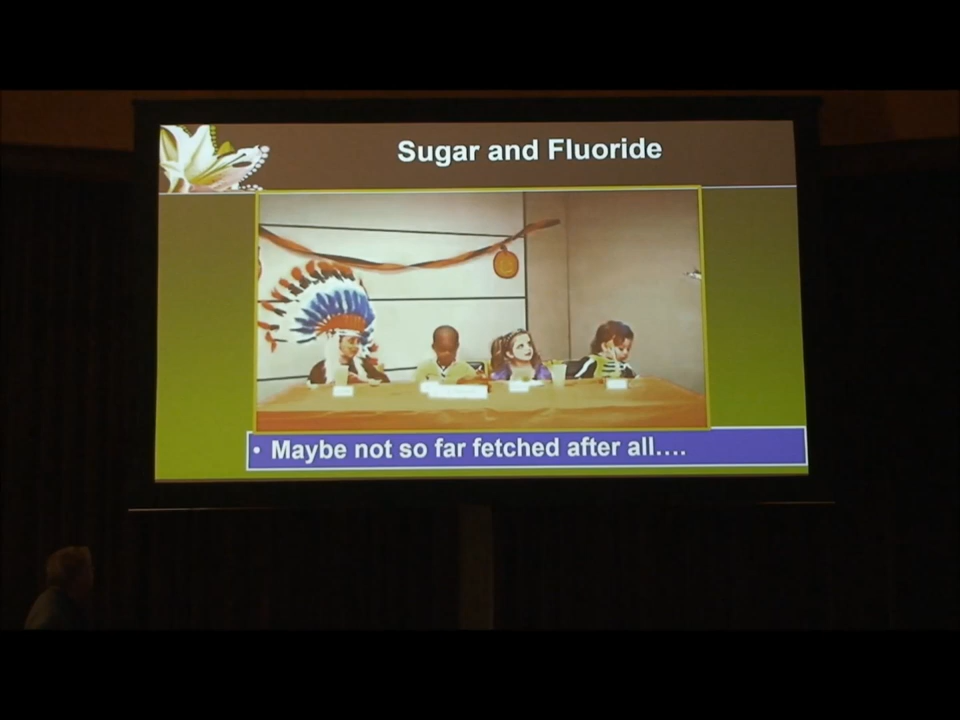 Sugar and Fluoride
• Maybe not so far fetched after all….